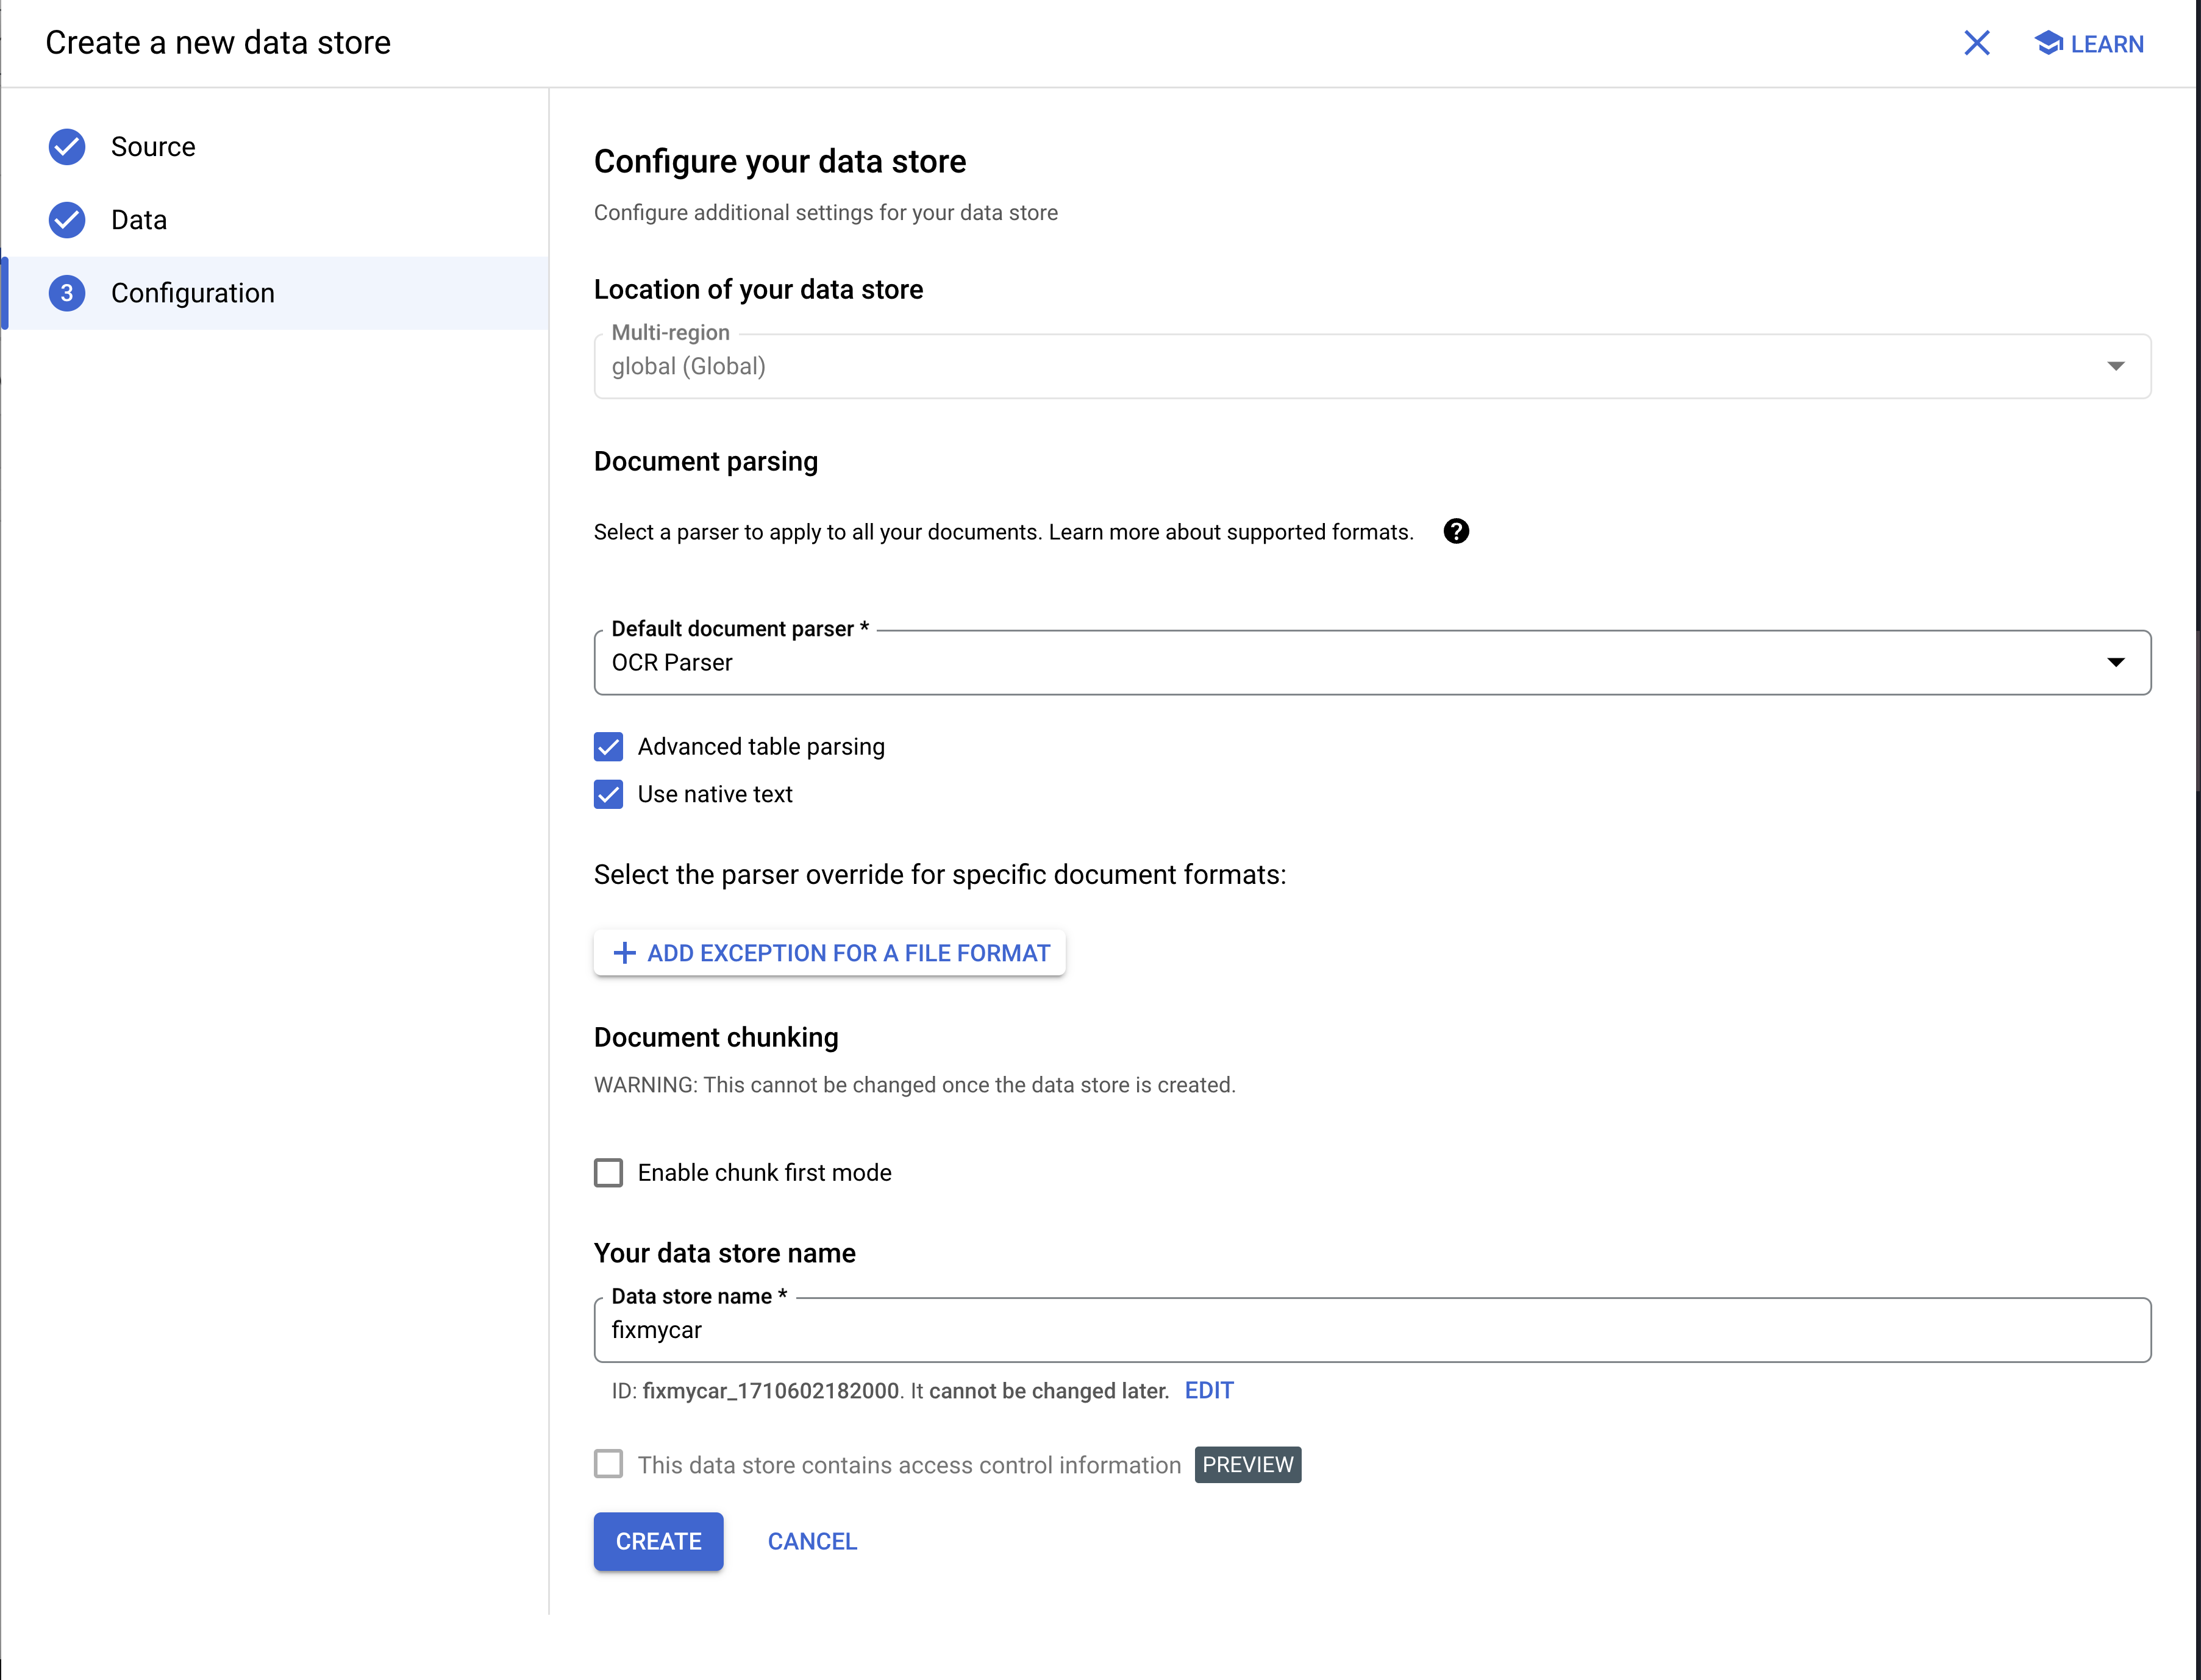 Create a new data store
LEARN
Source
Data
3 Configuration
Configure your data store
Configure additional settings for your data store
Location of your data store
Multi-region
global (Global)
Document parsing
Select a parser to apply to all your documents. Learn more about supported formats. ?
Default document parser *
OCR Parser
Advanced table parsing
Use native text
Select the parser override for specific document formats:
+ ADD EXCEPTION FOR A FILE FORMAT
Document chunking
WARNING: This cannot be changed once the data store is created.
Enable chunk first mode
Your data store name
Data store name *
fixmycar
ID: fixmycar_1710602182000. It cannot be changed later. EDIT
This data store contains access control information PREVIEW
CREATE CANCEL